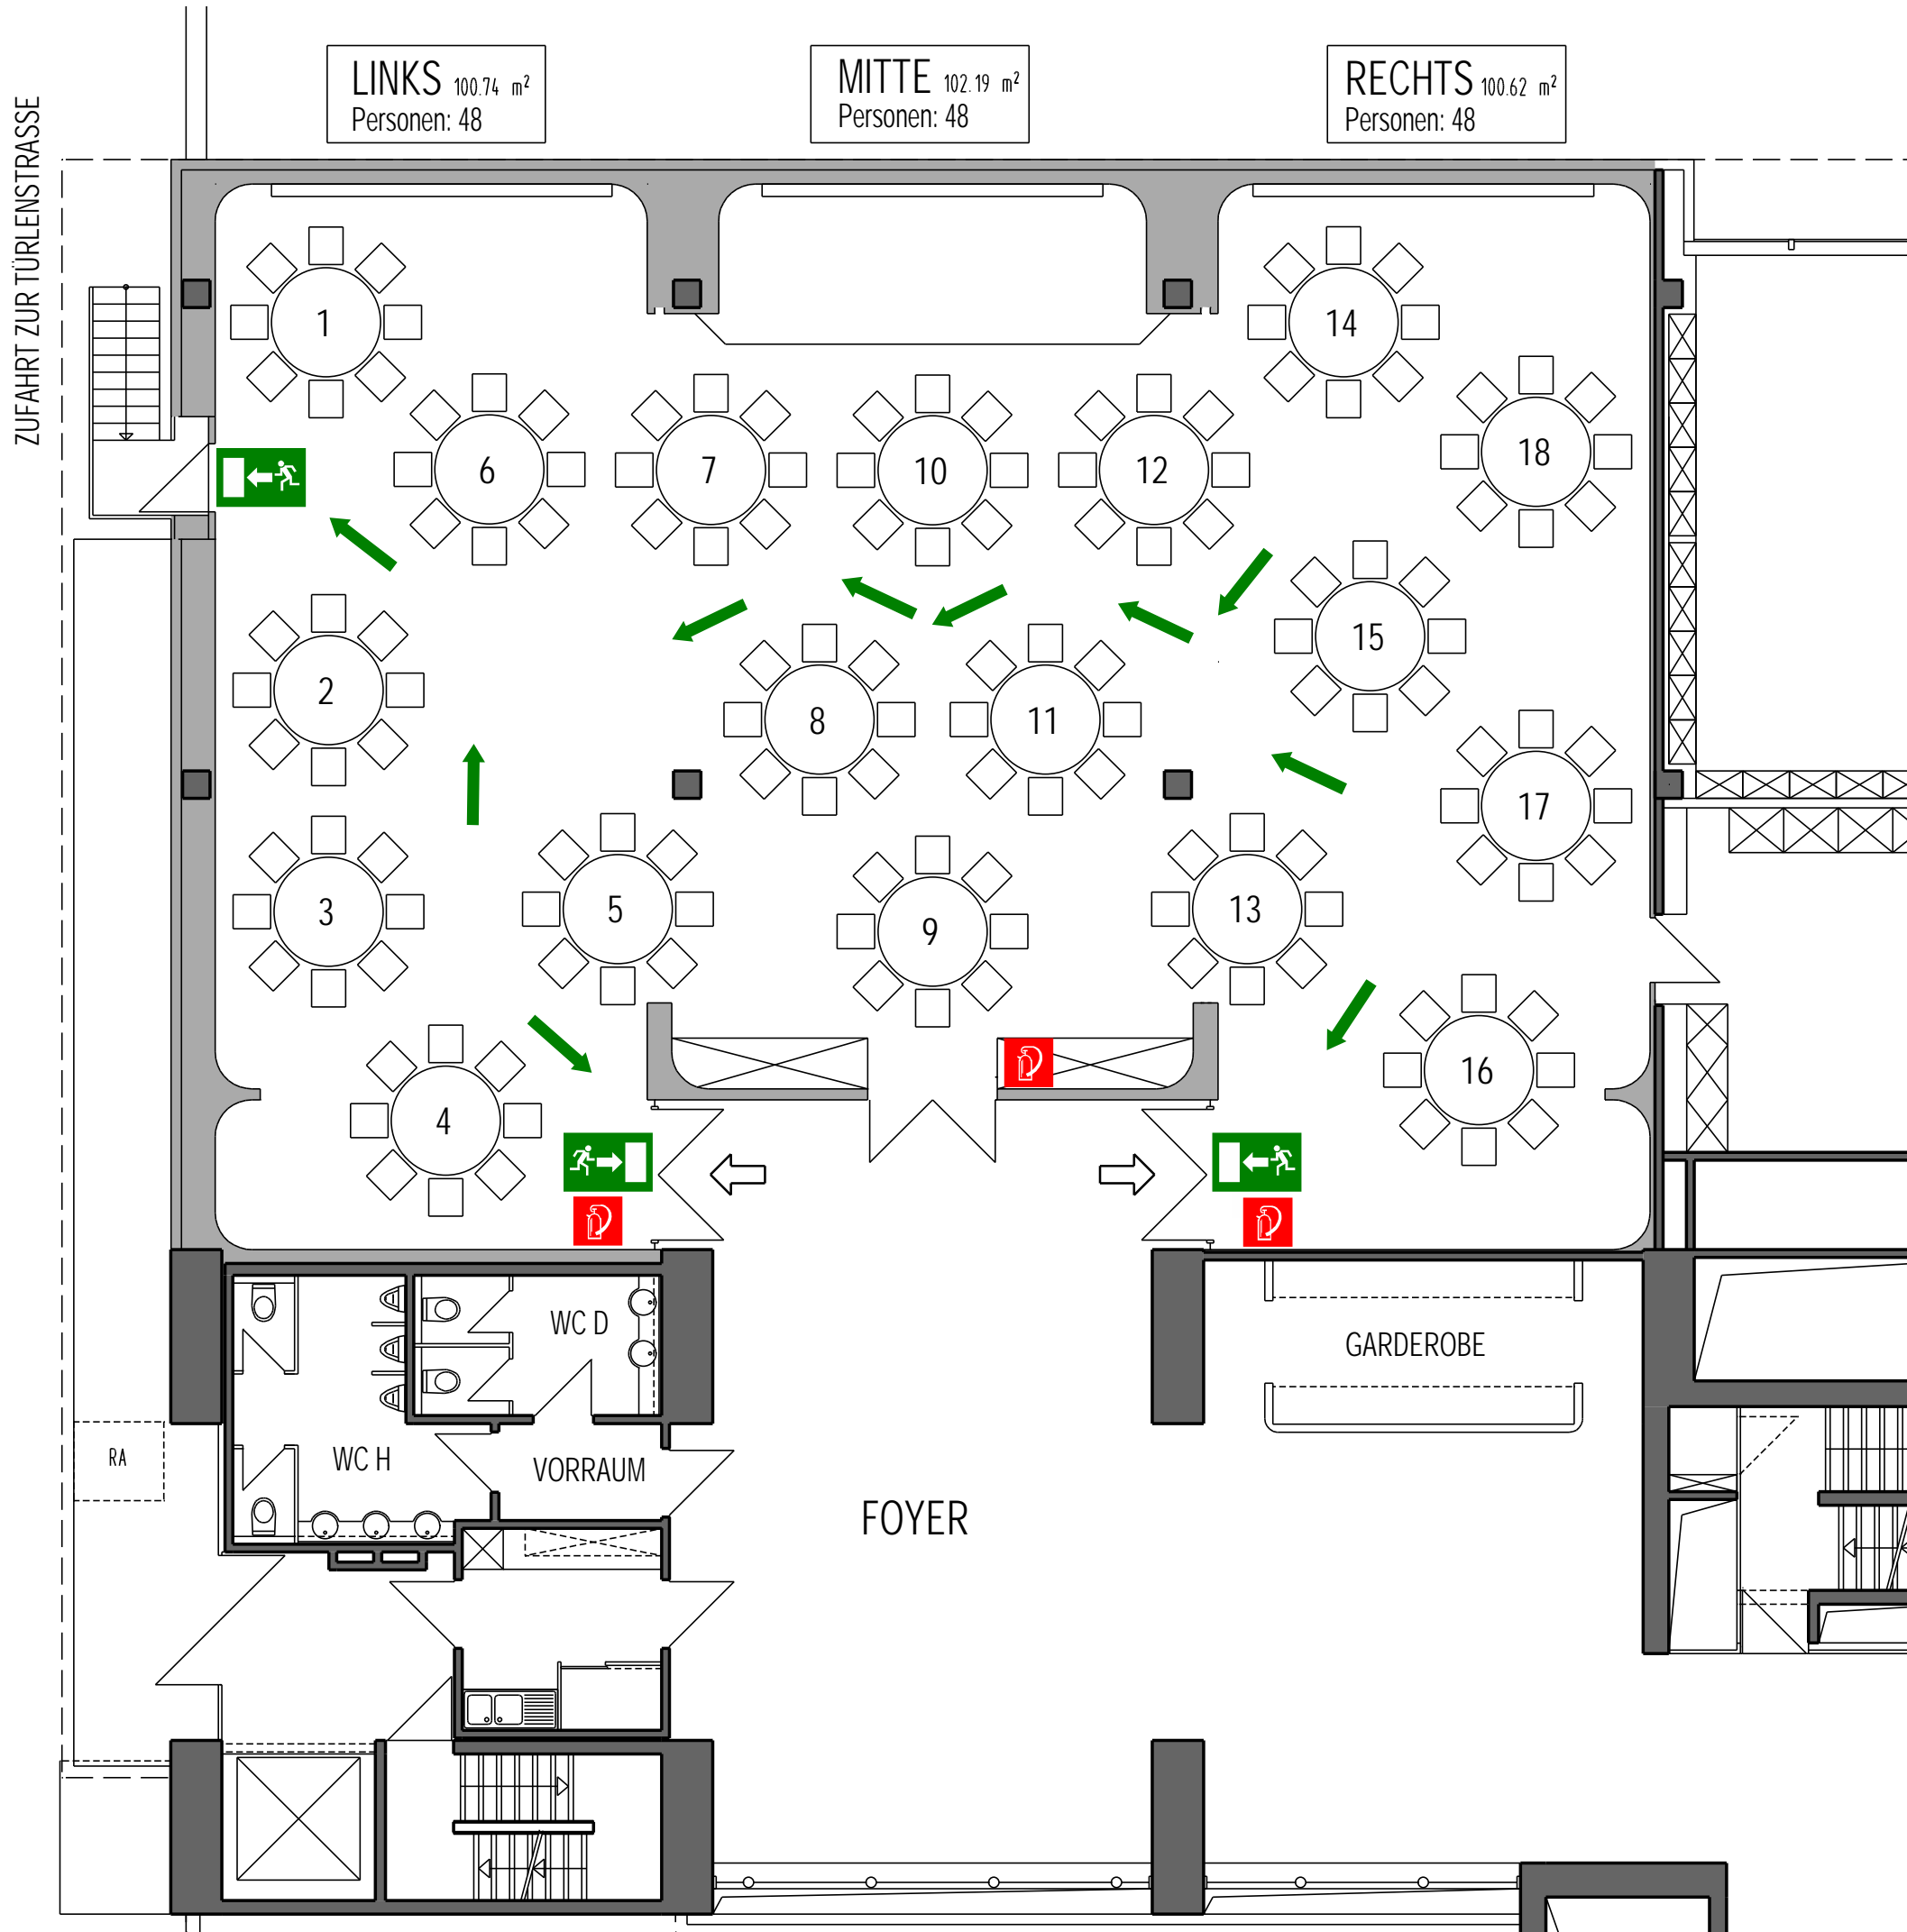 LINKS 100.74 m²
Personen: 48
MITTE 102.19 m²
Personen: 48
RECHTS 100.62 m²
Personen: 48
ZUFAHRT ZUR TÜRLENSTRASSE
1
14
18
6
7
10
12
15
2
8
11
17
3
5
9
13
16
4
WC D
GARDEROBE
RA
WC H
VORRAUM
FOYER